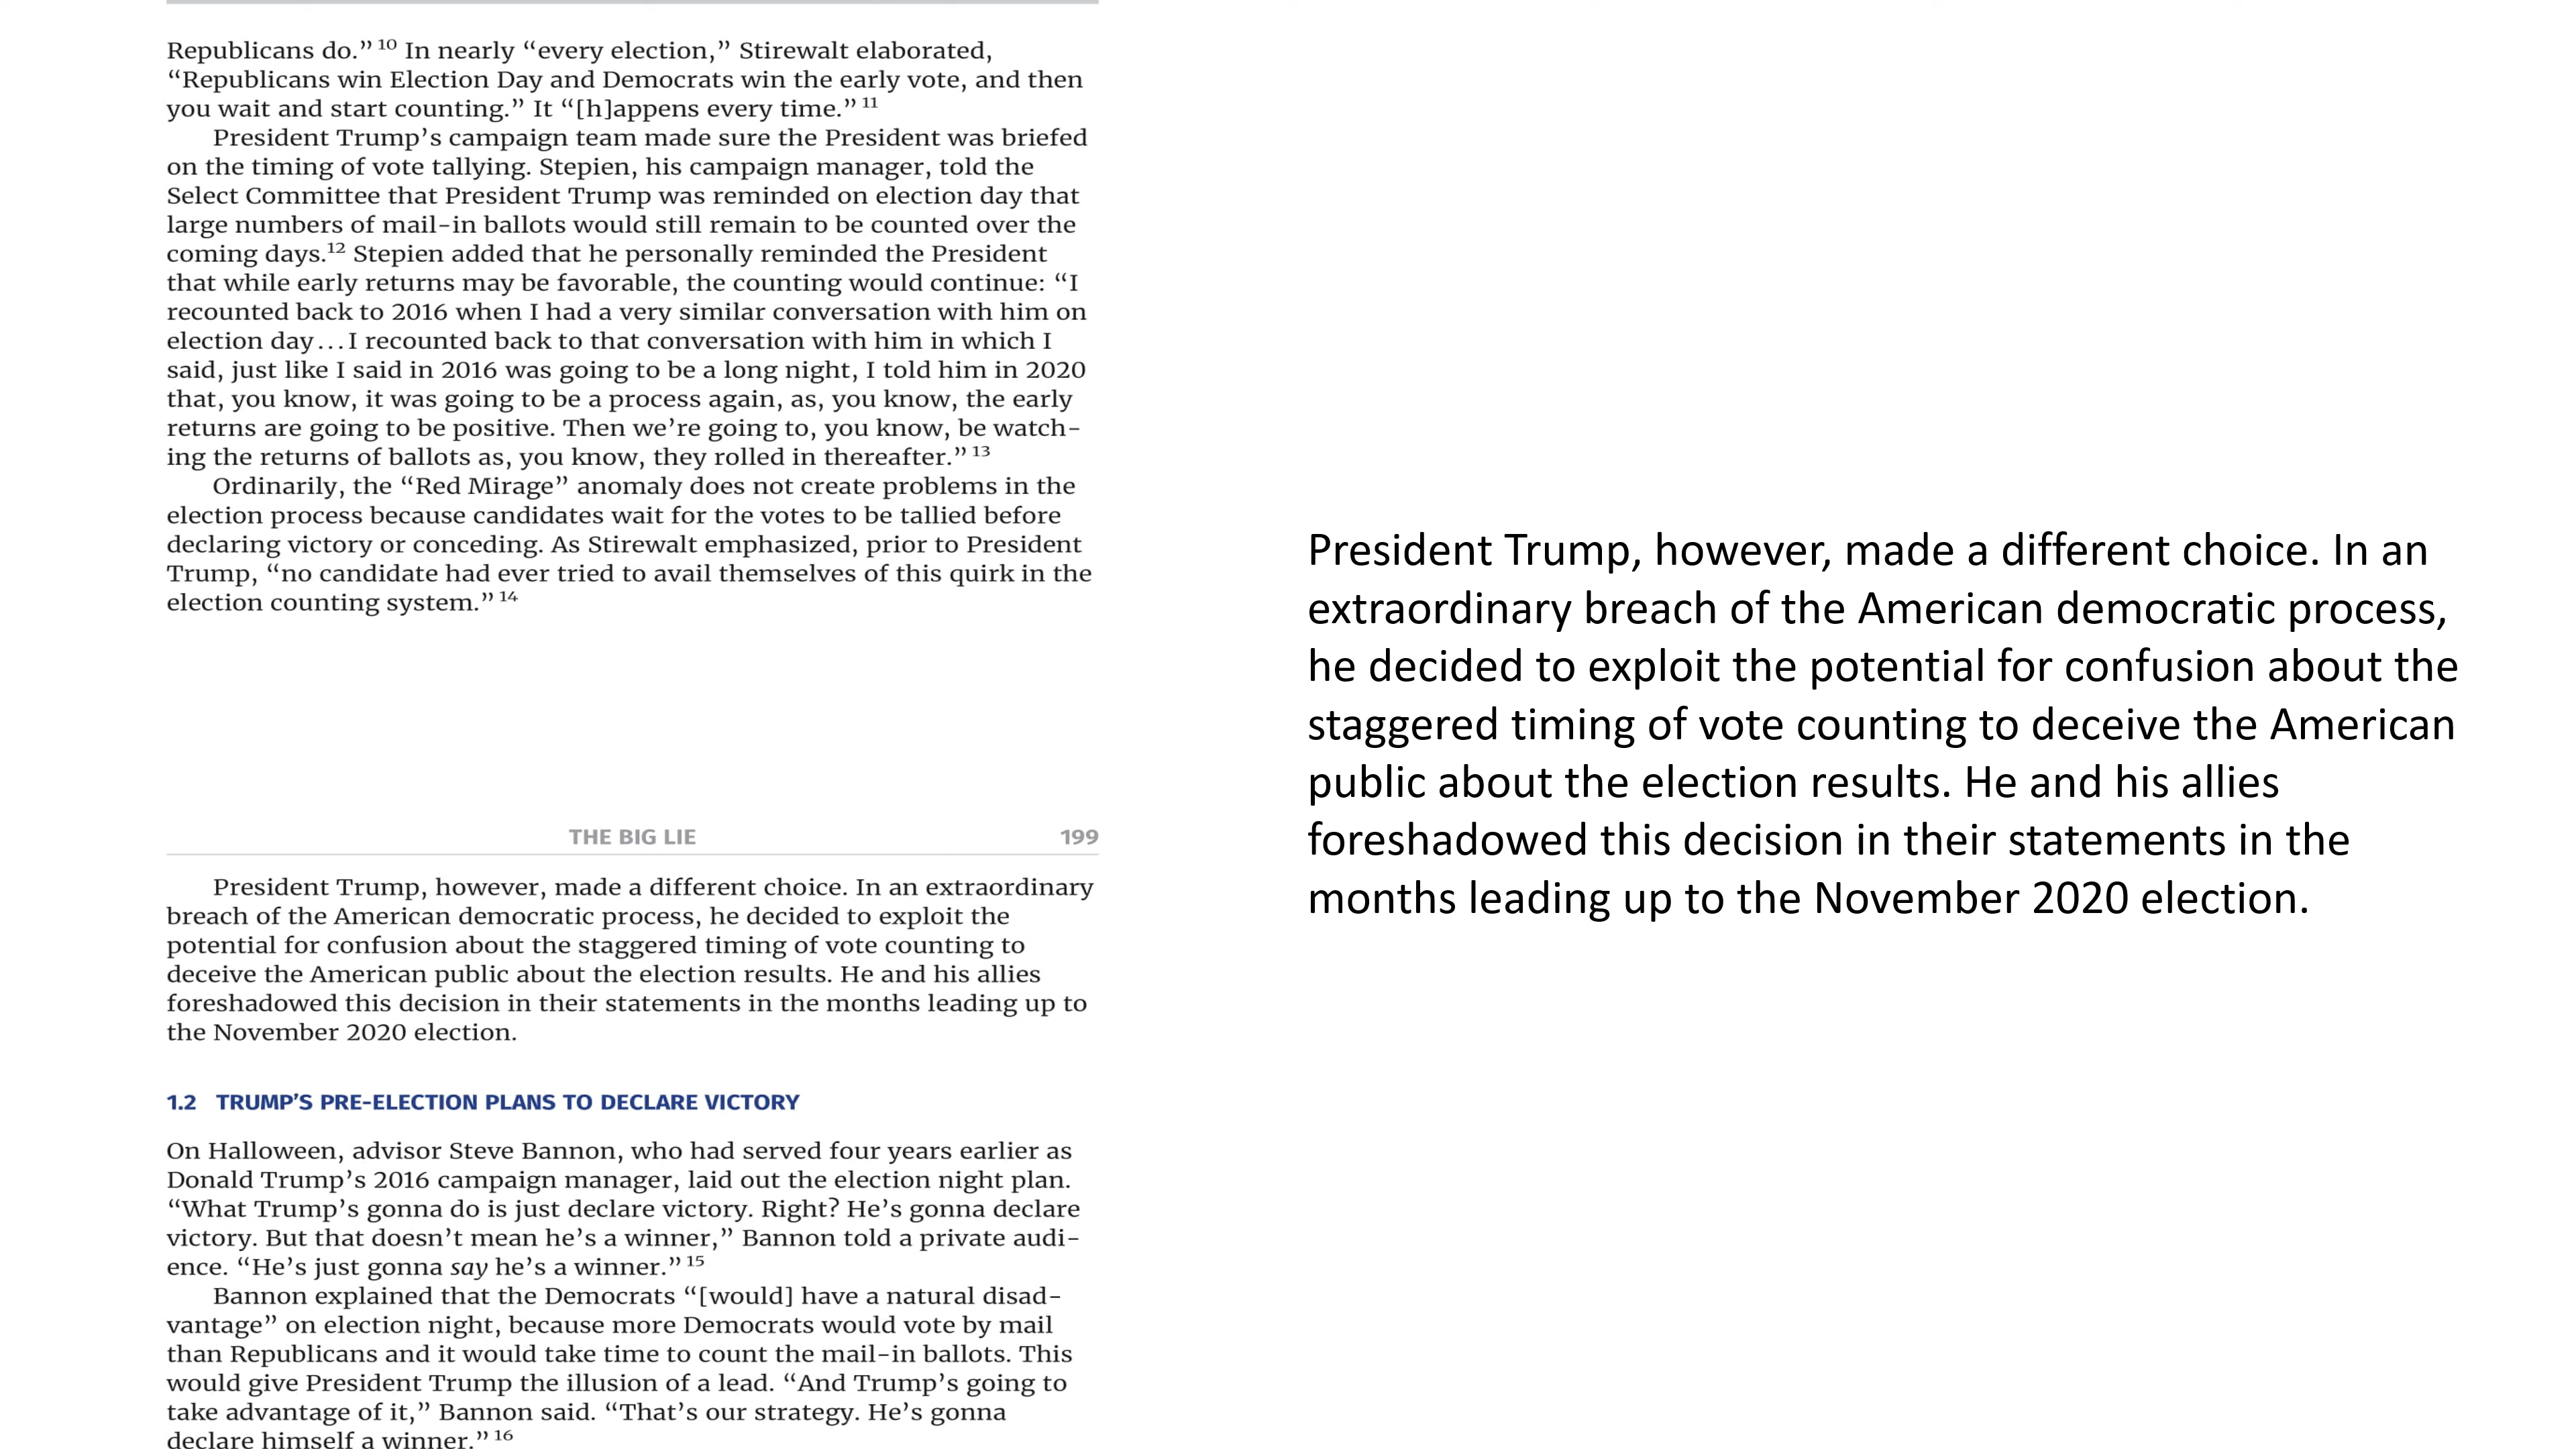 Republicans do.” 10 In nearly “every election,” Stirewalt elaborated,
“Republicans win Election Day and Democrats win the early vote, and then
you wait and start counting.” It “[h]appens every time.” 11
President Trump’s campaign team made sure the President was briefed
on the timing of vote tallying. Stepien, his campaign manager, told the
Select Committee that President Trump was reminded on election day that
large numbers of mail-in ballots would still remain to be counted over the
coming days.12 Stepien added that he personally reminded the President
that while early returns may be favorable, the counting would continue: “I
recounted back to 2016 when I had a very similar conversation with him on
election day...I recounted back to that conversation with him in which I
said, just like I said in 2016 was going to be a long night, I told him in 2020
that, you know, it was going to be a process again, as, you know, the early
returns are going to be positive. Then we’re going to, you know, be watch-
ing the returns of ballots as, you know, they rolled in thereafter.” 13
Ordinarily, the “Red Mirage” anomaly does not create problems in the
election process because candidates wait for the votes to be tallied before
declaring victory or conceding. As Stirewalt emphasized, prior to President
Trump, “no candidate had ever tried to avail themselves of this quirk in the
election counting system.” 14
THE BIG LIE 199
President Trump, however, made a different choice. In an extraordinary
breach of the American democratic process, he decided to exploit the
potential for confusion about the staggered timing of vote counting to
deceive the American public about the election results. He and his allies
foreshadowed this decision in their statements in the months leading up to
the November 2020 election.
1.2 TRUMP’S PRE-ELECTION PLANS TO DECLARE VICTORY
On Halloween, advisor Steve Bannon, who had served four years earlier as
Donald Trump’s 2016 campaign manager, laid out the election night plan.
“What Trump’s gonna do is just declare victory. Right? He’s gonna declare
victory. But that doesn’t mean he’s a winner,” Bannon told a private audi-
ence. “He’s just gonna say he’s a winner.” 15
Bannon explained that the Democrats “[would] have a natural disad-
vantage” on election night, because more Democrats would vote by mail
than Republicans and it would take time to count the mail-in ballots. This
would give President Trump the illusion of a lead. “And Trump’s going to
take advantage of it,” Bannon said. “That’s our strategy. He’s gonna
declare himself a winner.” 16
President Trump, however, made a different choice. In an
extraordinary breach of the American democratic process,
he decided to exploit the potential for confusion about the
staggered timing of vote counting to deceive the American
public about the election results. He and his allies
foreshadowed this decision in their statements in the
months leading up to the November 2020 election.